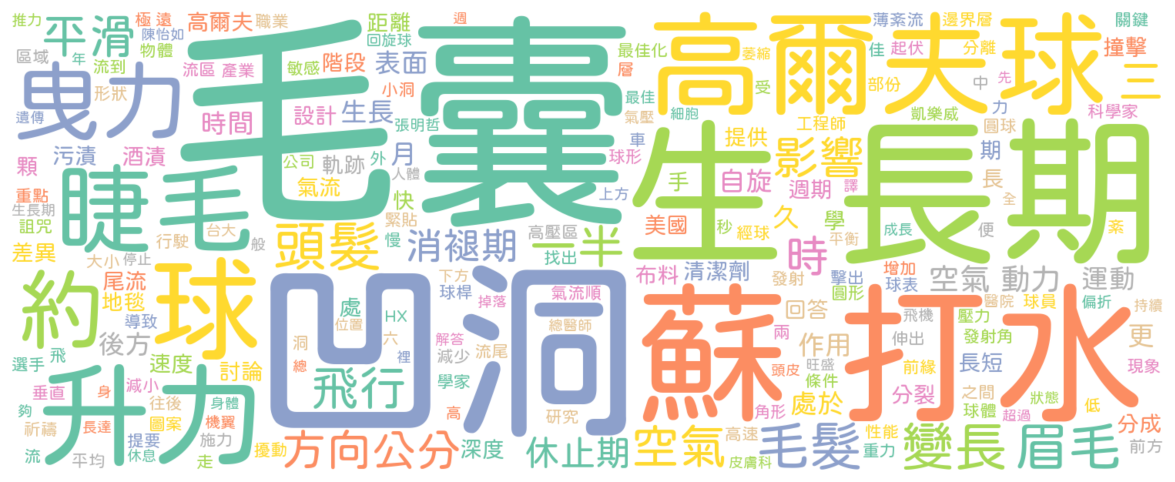 推力
極 遠
高爾夫
職業
週
距離
平滑
陳怡如
物體
年
回旋球
毛囊
高爾夫球
最佳化
萎縮
薄紊流
邊界層
關鍵
佳
起伏
分離
撞擊
區域
流到
流區
產業
敏感
階段
表面
層
受
部份
中
先
三
曳力
形狀
遺傳
時間
設計
小洞
生長
最佳
氣壓
細胞
力
科學家
凱樂威
圓球
張明哲
車
提供
工程師
生長期
污漬
酒漬
顆
公司
軌跡
外
人體
月
球形
手
自旋
影響
週期
期
長
譯
全
重點
生長期
詛咒
睫毛
氣流
快
緊貼
上方
美國
秒
經球
久
學
平衡
成長
便
紊
行駛
台大
般
頭髮
慢
消褪期
高壓區
找出
一半
差異
大小
停止
尾流
地毯
導致
約
球
凹洞
處
位置
HX
下方
球桿
掉落
氣流順
布料
清潔劑
時
發射
擊出
圓形
增加
球表
空氣 動力
運動
蘇打水
回答
醫院
球員
偏折
持續
後方
洞
六
裡
總醫師
兩
飛機
伸出
壓力
發射角
更
總
解答
減少
流尾
作用
旺盛
前緣
現象
選手
飛
速度
討論
飛行
學家
條件
頭皮
分裂
長短
垂直
身
減小
升力
高
研究
角形
處於
之間
球體
狀態
超過
低
分成
夠
往後
身體
祈禱
長達
圖案
機翼
流
平均
提要
休息
施力
走
擾動
方向公分
深度
休止期
空氣
高速
皮膚科
毛髮
性能
重力
變長
眉毛
前方